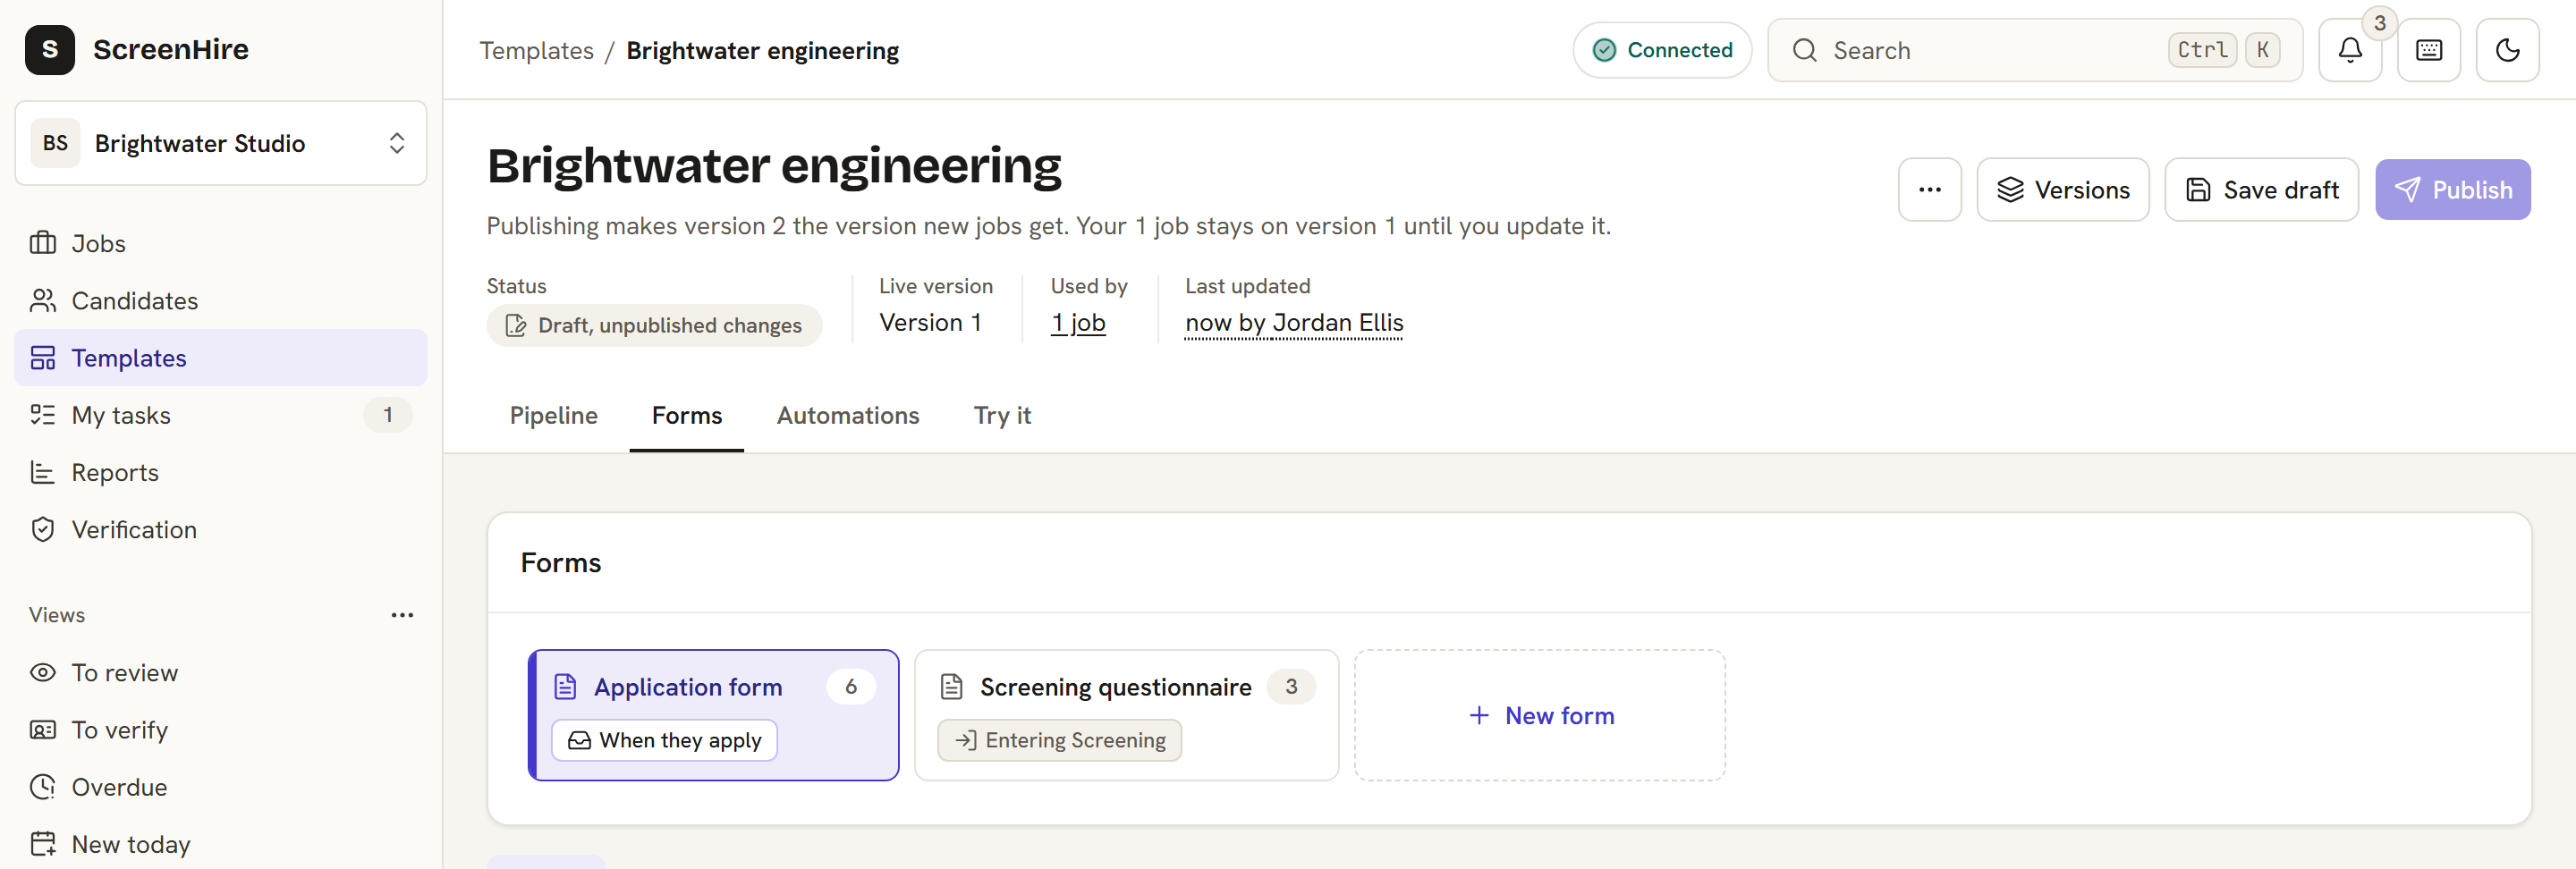 S ScreenHire
BS Brightwater Studio
Jobs
Candidates
Templates
My tasks 1
Reports
Verification
Views
To review
To verify
Overdue
New today
Templates / Brightwater engineering
Connected
Search Ctrl K
3
Brightwater engineering
Publishing makes version 2 the version new jobs get. Your 1 job stays on version 1 until you update it.
Versions
Save draft
Publish
Status
Draft, unpublished changes
Live version
Version 1
Used by
1 job
Last updated
now by Jordan Ellis
Pipeline Forms Automations Try it
Forms
Application form 6
When they apply
Screening questionnaire 3
Entering Screening
New form